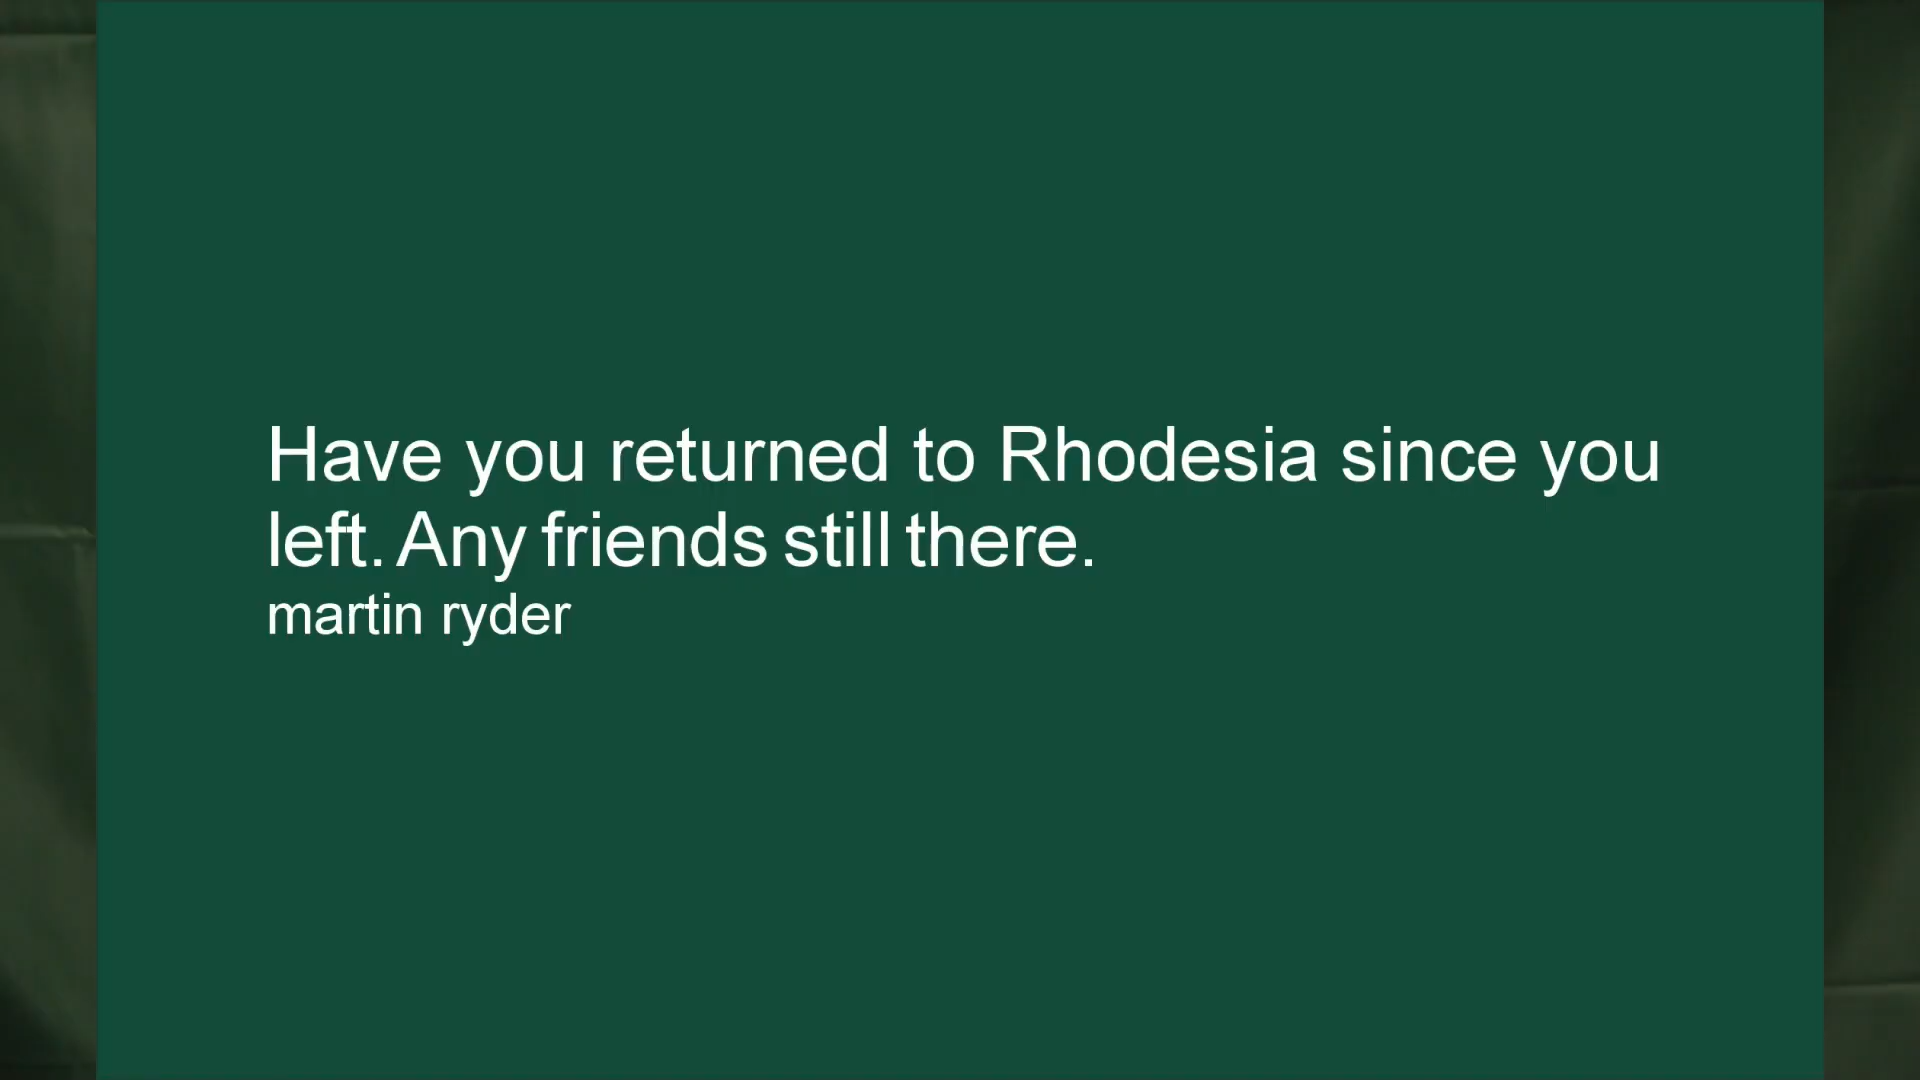 Have you returned to Rhodesia since you
left. Any friends still there.
martin ryder